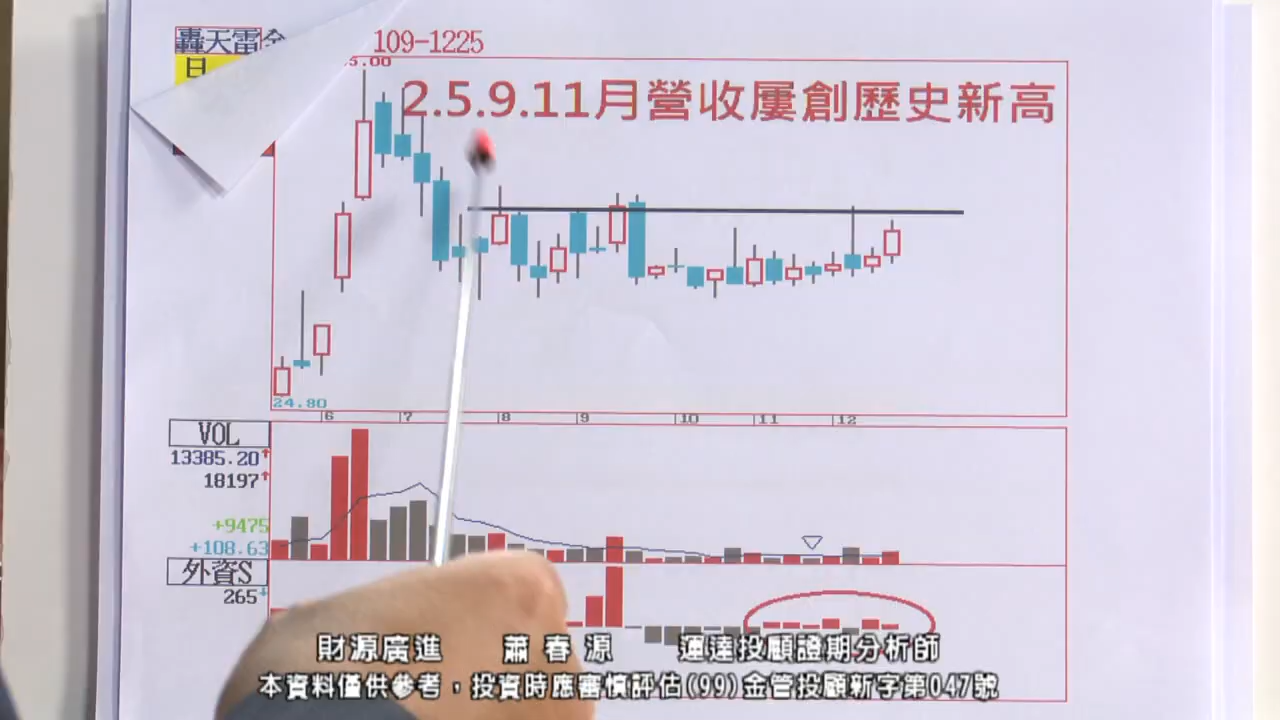 轟天雷金 109-1225
日
5.00
2.5.9.11月營收屢創歷史新高
24.80
6 7 8 9 10 11 12
VOL
13385.20
18197
+9475
+108.63
外資S
265
財源廣進 蕭春源 運達投顧證期分析師
本資料僅供參考，投資時應審慎評估(99)金管投顧新字第047號